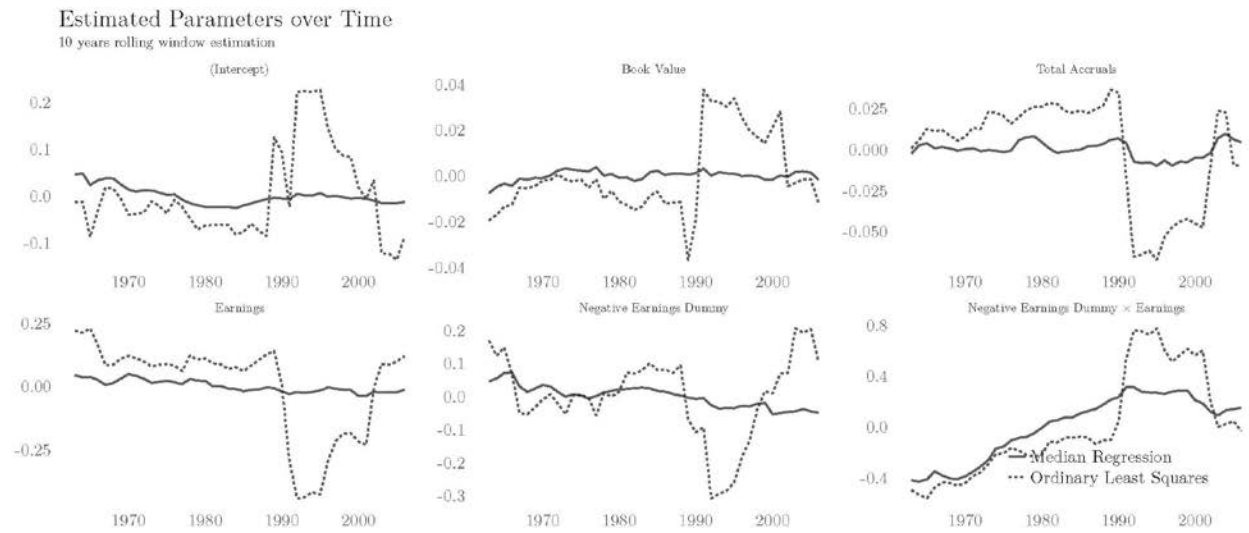 Estimated Parameters over Time
10 years rolling window estimation
(Intercept)
Book Value
Total Accruals
0.2
0.1
0.0
-0.1
0.04
0.02
0.00
-0.02
-0.04
0.025
0.000
-0.025
-0.050
1970 1980 1990 2000
1970 1980 1990 2000
1970 1980 1990 2000
Earnings
Negative Earnings Dummy
Negative Earnings Dummy × Earnings
0.25
0.00
-0.25
0.2
0.1
0.0
-0.1
-0.2
-0.3
0.8
0.4
0.0
-0.4
Median Regression
Ordinary Least Squares
1970 1980 1990 2000
1970 1980 1990 2000
1970 1980 1990 2000